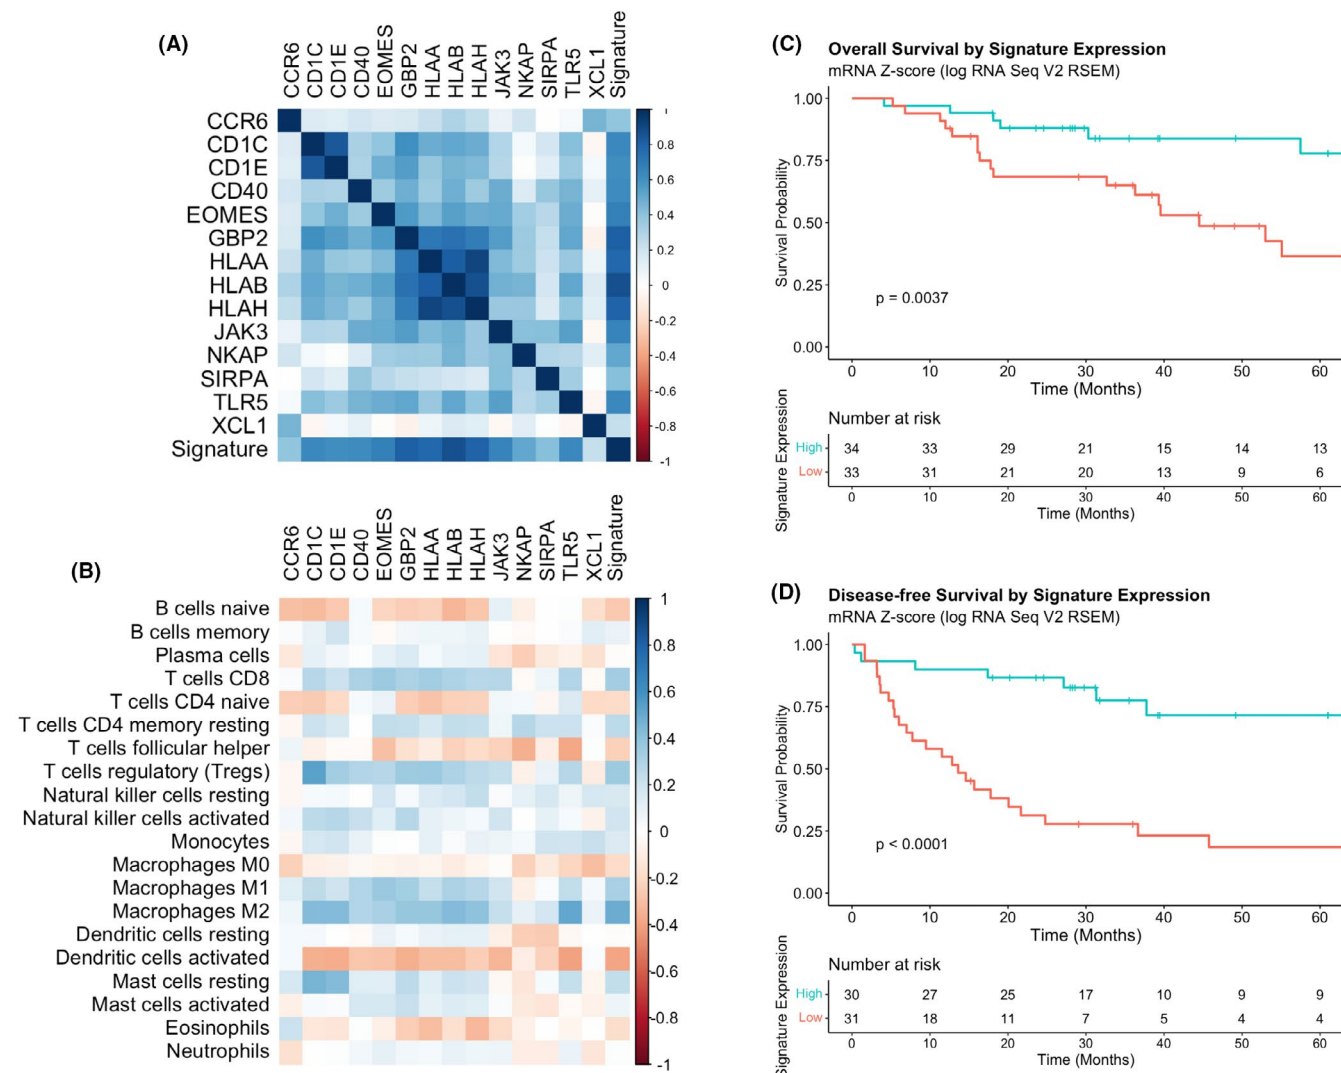 (A)
CCR6 CD1C CD1E CD40 EOMES GBP2 HLAA HLAB HLAH JAK3 NKAP SIRPA TLR5 XCL1 Signature
CCR6
CD1C
CD1E
CD40
EOMES
GBP2
HLAA
HLAB
HLAH
JAK3
NKAP
SIRPA
TLR5
XCL1
Signature
0.8
0.6
0.4
0.2
0
-0.2
-0.4
-0.6
-0.8
-1
(B)
CCR6 CD1C CD1E CD40 EOMES GBP2 HLAA HLAB HLAH JAK3 NKAP SIRPA TLR5 XCL1 Signature
B cells naive
B cells memory
Plasma cells
T cells CD8
T cells CD4 naive
T cells CD4 memory resting
T cells follicular helper
T cells regulatory (Tregs)
Natural killer cells resting
Natural killer cells activated
Monocytes
Macrophages M0
Macrophages M1
Macrophages M2
Dendritic cells resting
Dendritic cells activated
Mast cells resting
Mast cells activated
Eosinophils
Neutrophils
1
0.8
0.6
0.4
0.2
0
-0.2
-0.4
-0.6
-0.8
-1
(C)
Overall Survival by Signature Expression
mRNA Z-score (log RNA Seq V2 RSEM)
Survival Probability
1.00
0.75
0.50
0.25
0.00
p = 0.0037
0 10 20 30 40 50 60
Time (Months)
Number at risk
Signature Expression
High 34 33 29 21 15 14 13
Low 33 31 21 20 13 9 6
0 10 20 30 40 50 60
Time (Months)
(D)
Disease-free Survival by Signature Expression
mRNA Z-score (log RNA Seq V2 RSEM)
Survival Probability
1.00
0.75
0.50
0.25
0.00
p < 0.0001
0 10 20 30 40 50 60
Time (Months)
Number at risk
Signature Expression
High 30 27 25 17 10 9 9
Low 31 18 11 7 5 4 4
0 10 20 30 40 50 60
Time (Months)